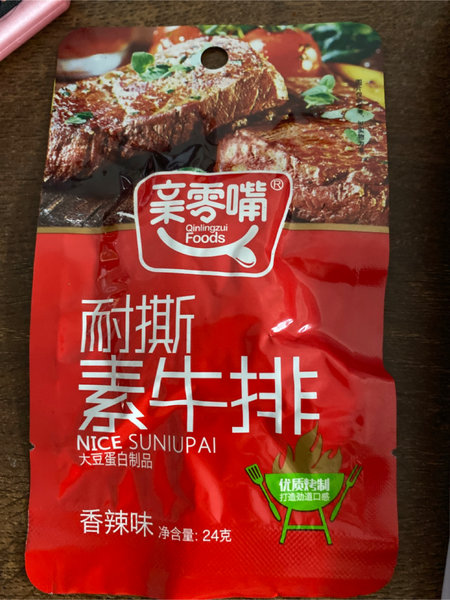 亲零嘴®
Qinlingzui
Foods
耐撕
素牛排
NICE SUNIUPAI
大豆蛋白制品
优质烤制
打造劲道口感
香辣味 净含量: 24克